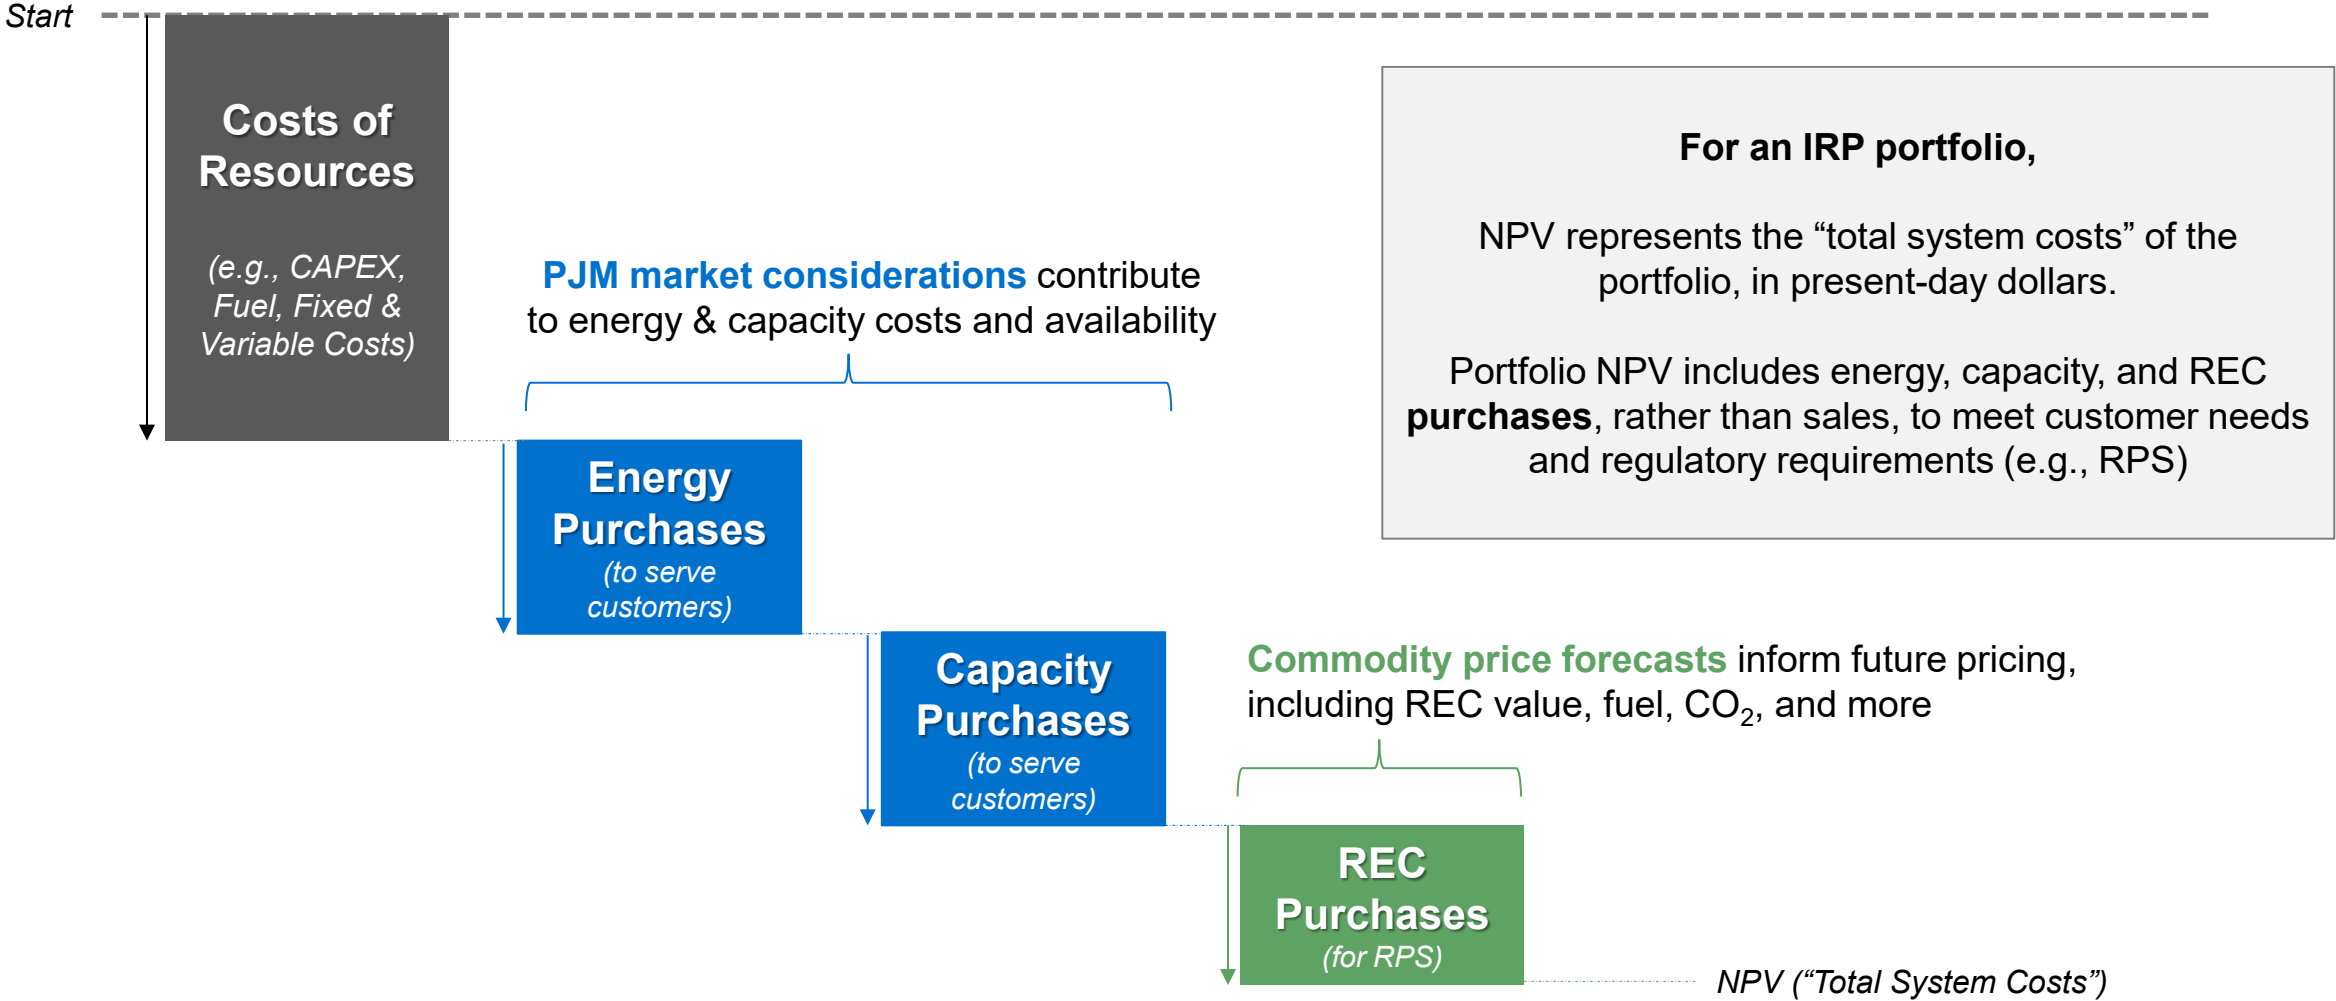 Start
Costs of
Resources
(e.g., CAPEX,
Fuel, Fixed &
Variable Costs)
For an IRP portfolio,
NPV represents the “total system costs” of the
portfolio, in present-day dollars.
Portfolio NPV includes energy, capacity, and REC
purchases, rather than sales, to meet customer needs
and regulatory requirements (e.g., RPS)
PJM market considerations contribute
to energy & capacity costs and availability
Energy
Purchases
(to serve
customers)
Capacity
Purchases
(to serve
customers)
Commodity price forecasts inform future pricing,
including REC value, fuel, CO₂, and more
REC
Purchases
(for RPS)
NPV (“Total System Costs”)